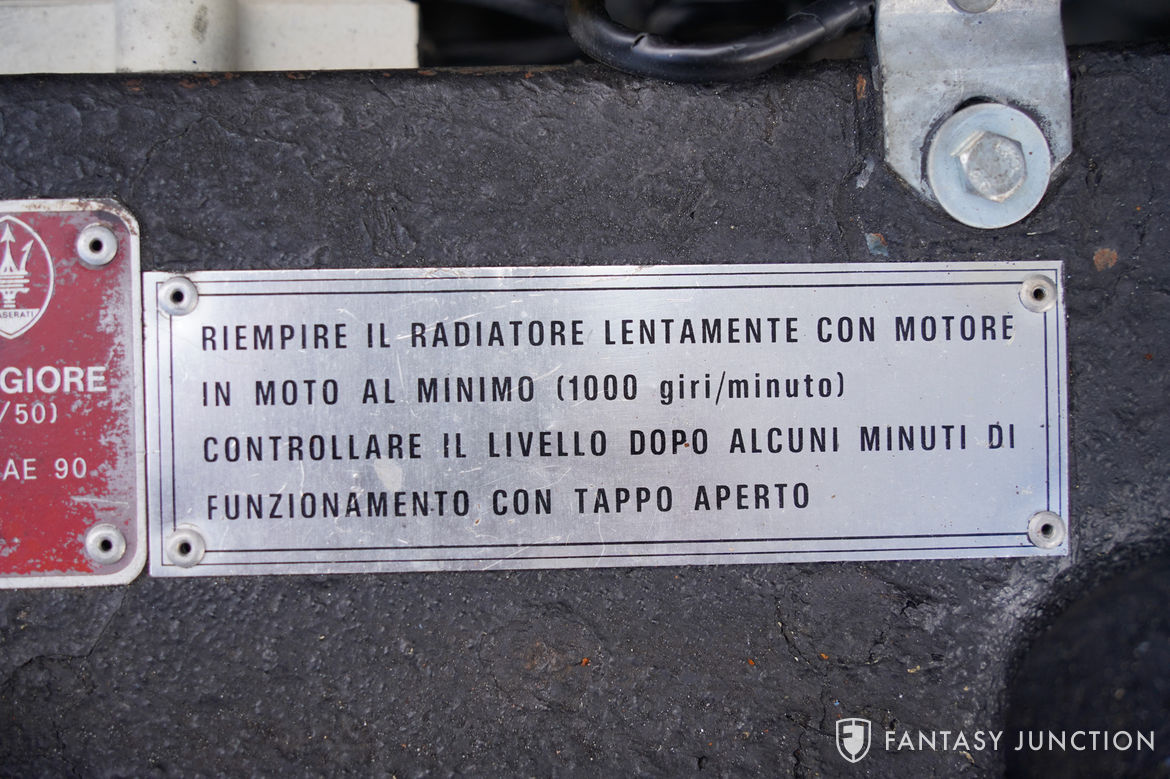 MASERATI
GIORE
/50)
AE 90
RIEMPIRE IL RADIATORE LENTAMENTE CON MOTORE
IN MOTO AL MINIMO (1000 giri/minuto)
CONTROLLARE IL LIVELLO DOPO ALCUNI MINUTI DI
FUNZIONAMENTO CON TAPPO APERTO
FANTASY JUNCTION